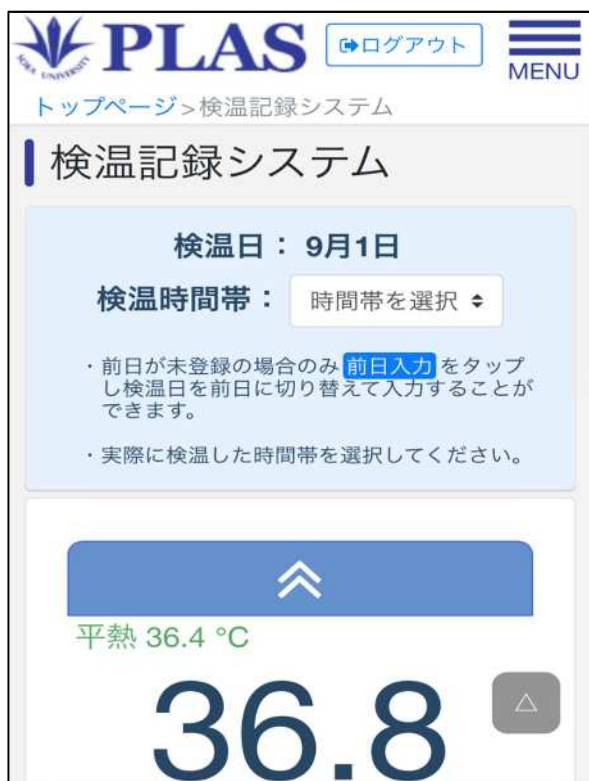 SOKA UNIVERSITY PLAS ログアウト MENU
トップページ>検温記録システム
検温記録システム
検温日： 9月1日
検温時間帯： 時間帯を選択
・前日が未登録の場合のみ 前日入力 をタップ
し検温日を前日に切り替えて入力することが
できます。
・実際に検温した時間帯を選択してください。
平熱 36.4 °C
36.8
△